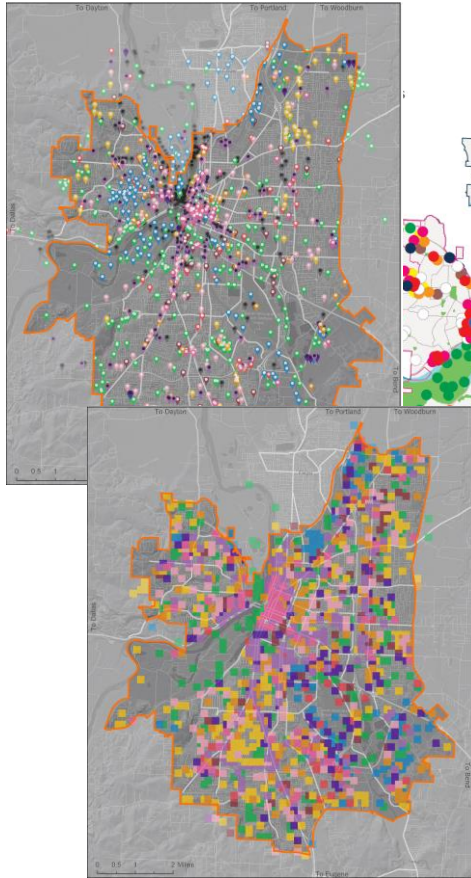 To Dayton
To Portland
To Woodburn
To Dallas
To Bend
0 0.5 1
To Dayton
To Portland
To Woodburn
To Dallas
To Bend
0 0.5 1 2 Miles
To Eugene